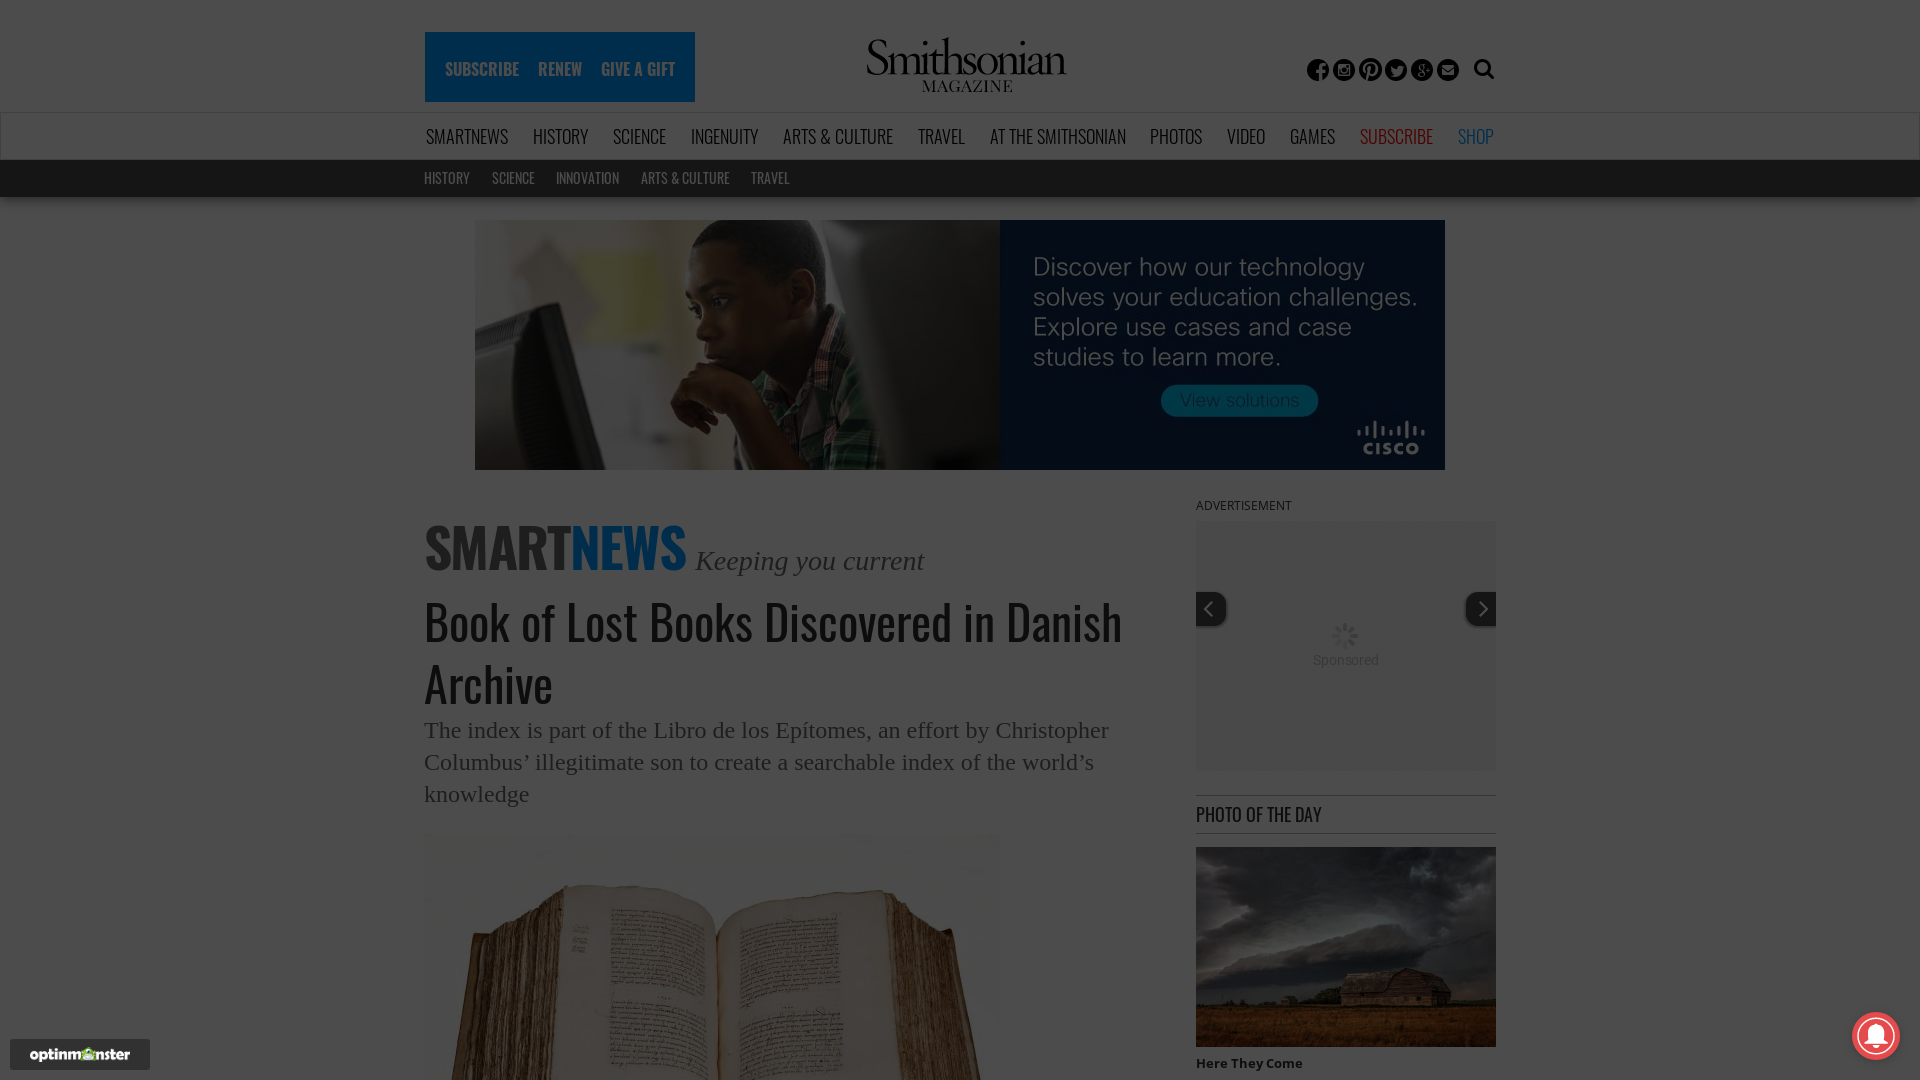 SUBSCRIBE RENEW GIVE A GIFT
Smithsonian
MAGAZINE
SMARTNEWS HISTORY SCIENCE INGENUITY ARTS & CULTURE TRAVEL AT THE SMITHSONIAN PHOTOS VIDEO GAMES SUBSCRIBE SHOP
HISTORY SCIENCE INNOVATION ARTS & CULTURE TRAVEL
Discover how our technology
solves your education challenges.
Explore use cases and case
studies to learn more.
View solutions
CISCO
SMARTNEWS Keeping you current
Book of Lost Books Discovered in Danish
Archive
The index is part of the Libro de los Epítomes, an effort by Christopher
Columbus’ illegitimate son to create a searchable index of the world’s
knowledge
ADVERTISEMENT
Sponsored
PHOTO OF THE DAY
Here They Come
optinmonster